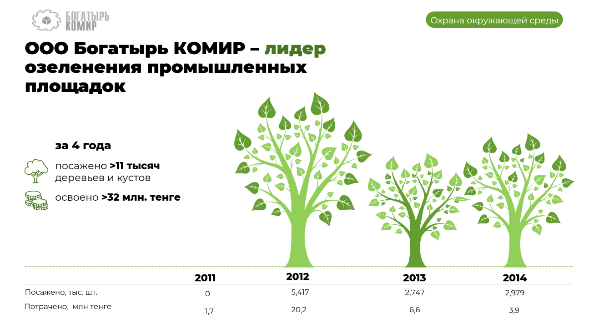 БОГАТЫРЬ
КОМИР
Охрана окружающей среды
ООО Богатырь КОМИР – лидер
озеленения промышленных
площадок
за 4 года
посажено >11 тысяч
деревьев и кустов
освоено >32 млн. тенге
2011 2012 2013 2014
Посажено, тыс. шт. 0 5,417 2,747 2,979
Потрачено, млн тенге 1,7 20,2 6,6 3,9